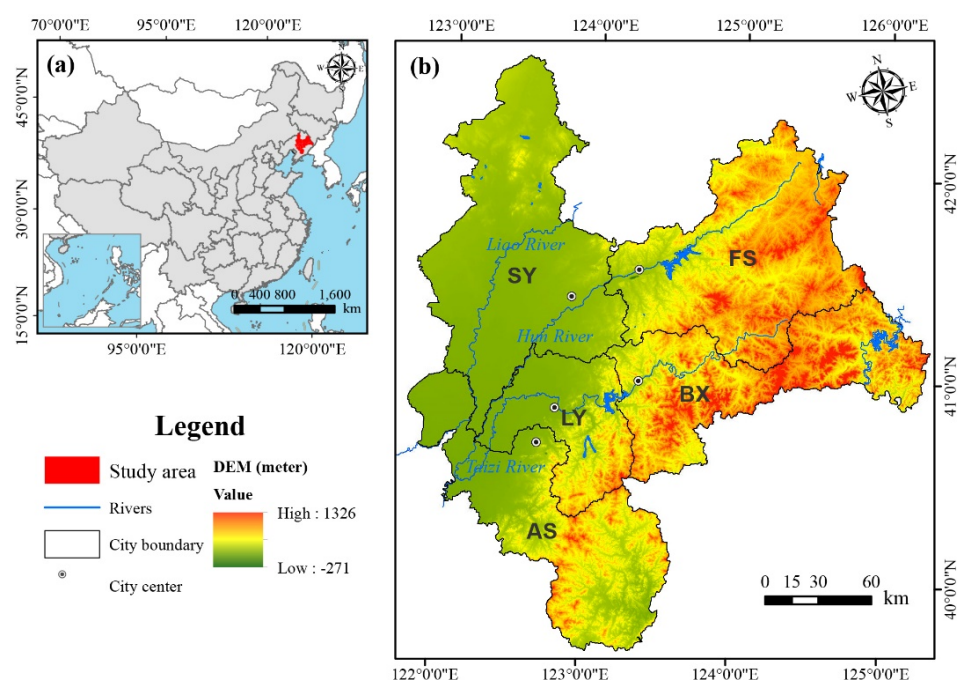 70°0'0"E 95°0'0"E 120°0'0"E
(a)
N
W E
S
45°0'0"N
30°0'0"N
15°0'0"N
0 400 800 1,600
km
95°0'0"E 120°0'0"E
123°0'0"E 124°0'0"E 125°0'0"E 126°0'0"E
(b)
N
W E
S
42°0'0"N
41°0'0"N
40°0'0"N
Liao River
SY
FS
Hun River
BX
LY
Taizi River
AS
0 15 30 60
km
122°0'0"E 123°0'0"E 124°0'0"E 125°0'0"E
Legend
Study area
Rivers
City boundary
City center
DEM (meter)
Value
High : 1326
Low : -271